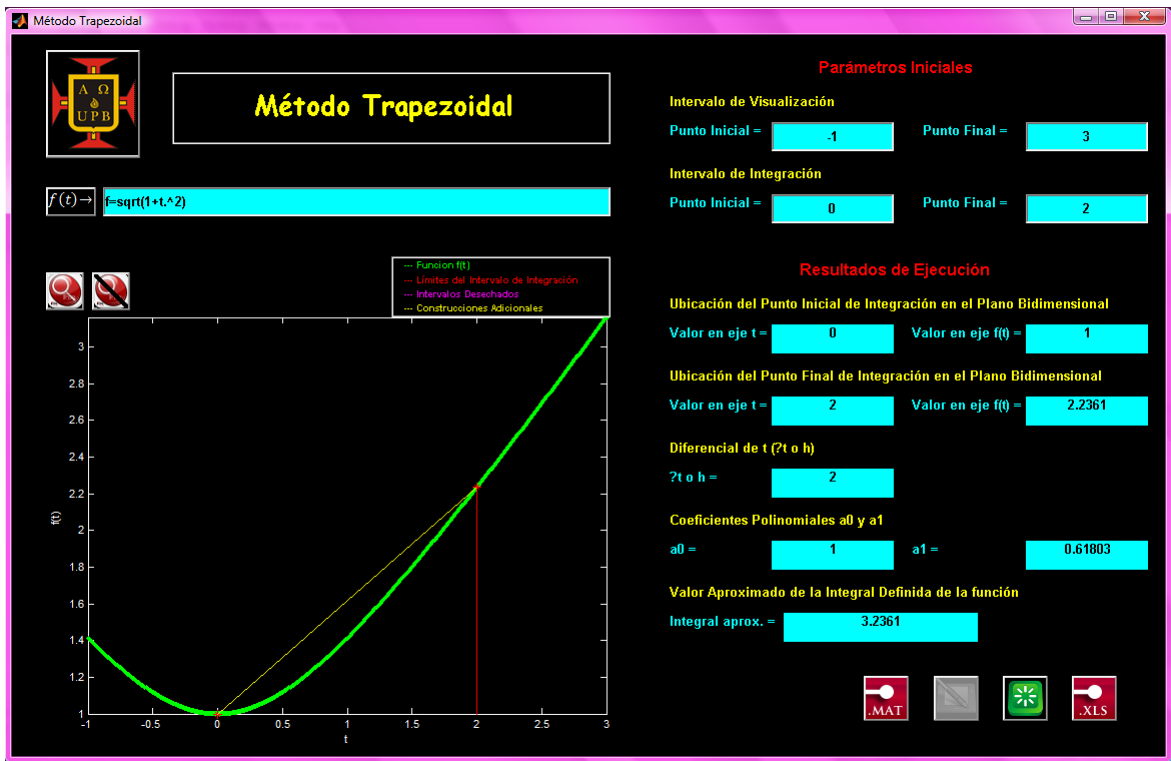 Método Trapezoidal
Α Ω
UPB
Método Trapezoidal
f(t)→
f=sqrt(1+t.^2)
--- Funcion f(t)
--- Límites del Intervalo de Integración
--- Intervalos Desechados
--- Construcciones Adicionales
3
2.8
2.6
2.4
2.2
2
1.8
1.6
1.4
1.2
1
f(t)
-1 -0.5 0 0.5 1 1.5 2 2.5 3
t
Parámetros Iniciales
Intervalo de Visualización
Punto Inicial = -1 Punto Final = 3
Intervalo de Integración
Punto Inicial = 0 Punto Final = 2
Resultados de Ejecución
Ubicación del Punto Inicial de Integración en el Plano Bidimensional
Valor en eje t = 0 Valor en eje f(t) = 1
Ubicación del Punto Final de Integración en el Plano Bidimensional
Valor en eje t = 2 Valor en eje f(t) = 2.2361
Diferencial de t (?t o h)
?t o h = 2
Coeficientes Polinomiales a0 y a1
a0 = 1 a1 = 0.61803
Valor Aproximado de la Integral Definida de la función
Integral aprox. = 3.2361
.MAT .XLS